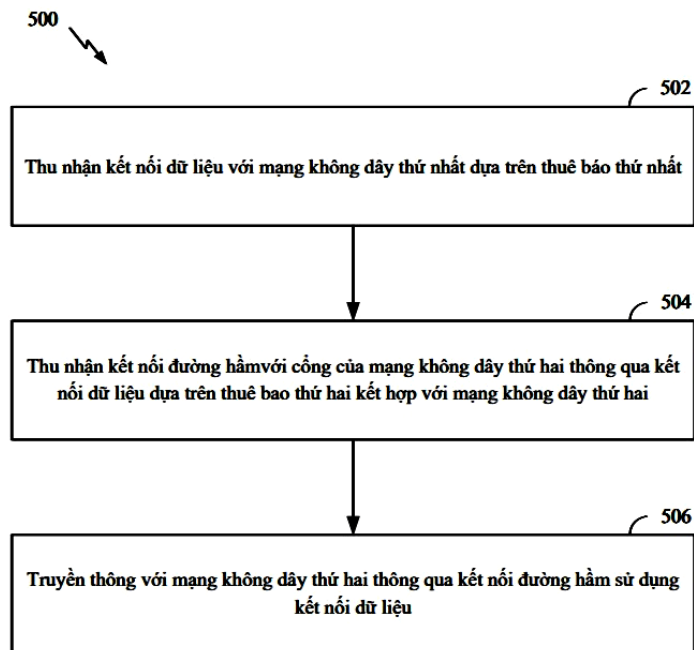 500
502
Thu nhận kết nối dữ liệu với mạng không dây thứ nhất dựa trên thuê báo thứ nhất
504
Thu nhận kết nối đường hầmvới cổng của mạng không dây thứ hai thông qua kết
nối dữ liệu dựa trên thuê bao thứ hai kết hợp với mạng không dây thứ hai
506
Truyền thông với mạng không dây thứ hai thông qua kết nối đường hầm sử dụng
kết nối dữ liệu